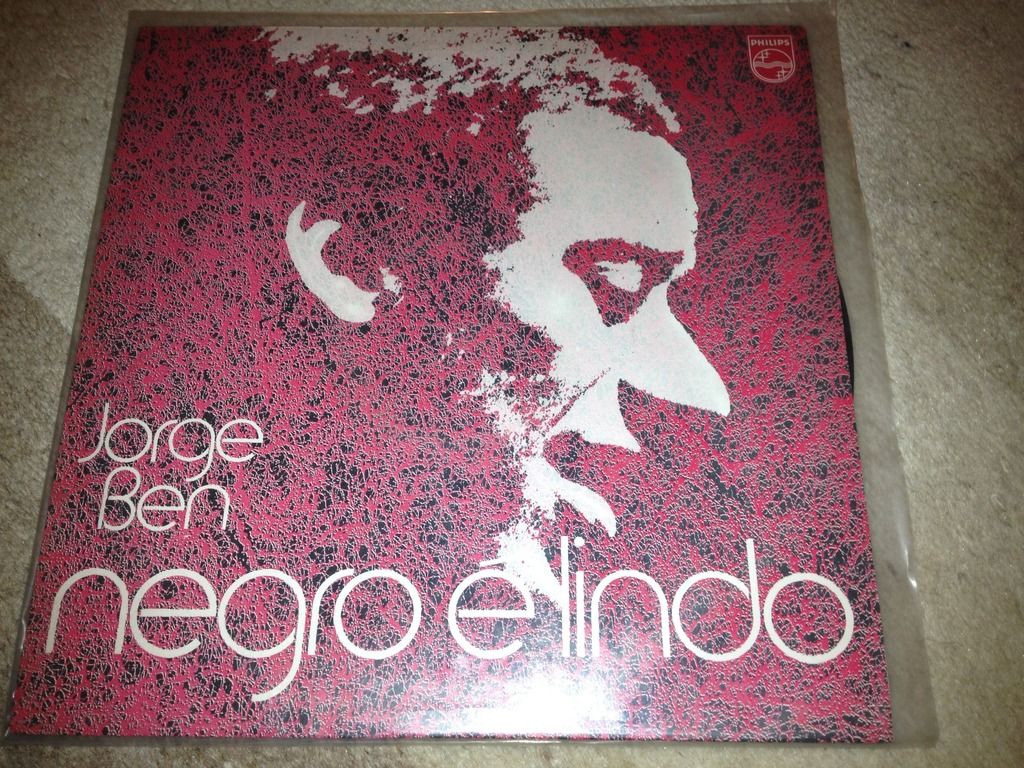 PHILIPS
Jorge
Ben
negro é lindo